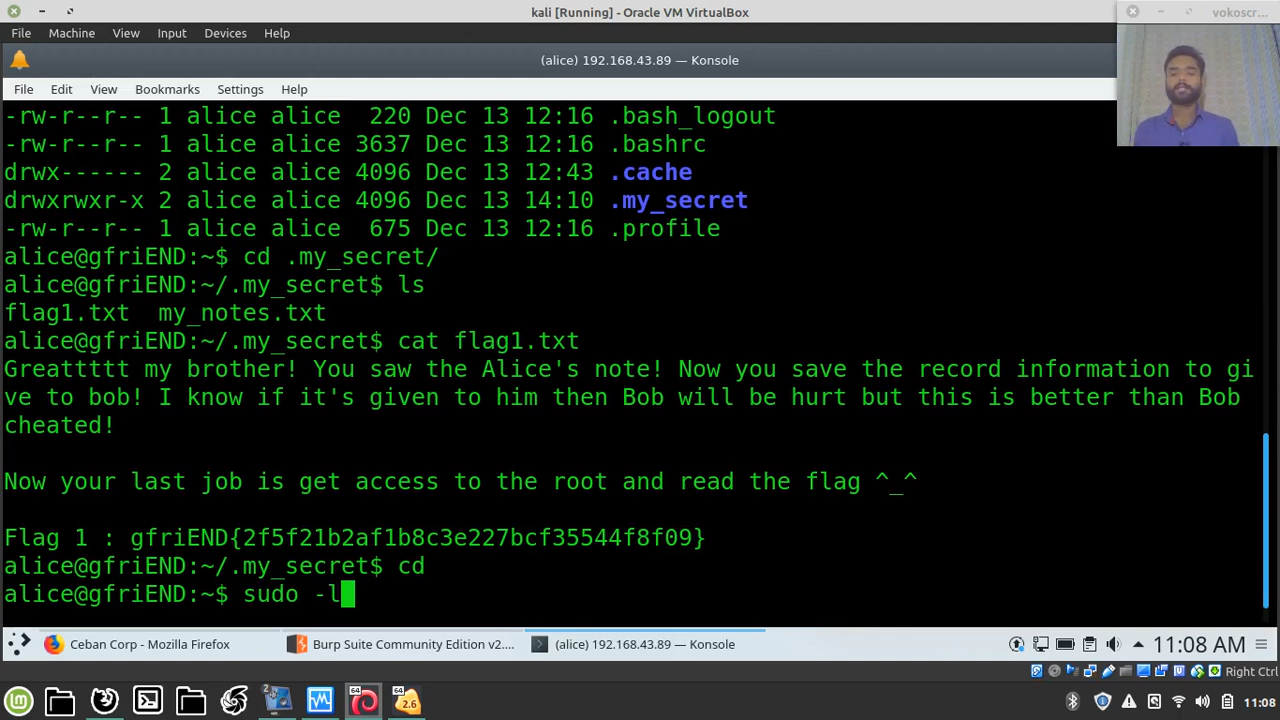 kali [Running] - Oracle VM VirtualBox
vokoscr...
File Machine View Input Devices Help
(alice) 192.168.43.89 — Konsole
File Edit View Bookmarks Settings Help
-rw-r--r-- 1 alice alice  220 Dec 13 12:16 .bash_logout
-rw-r--r-- 1 alice alice 3637 Dec 13 12:16 .bashrc
drwx------ 2 alice alice 4096 Dec 13 12:43 .cache
drwxrwxr-x 2 alice alice 4096 Dec 13 14:10 .my_secret
-rw-r--r-- 1 alice alice  675 Dec 13 12:16 .profile
alice@gfriEND:~$ cd .my_secret/
alice@gfriEND:~/.my_secret$ ls
flag1.txt  my_notes.txt
alice@gfriEND:~/.my_secret$ cat flag1.txt
Greattttt my brother! You saw the Alice's note! Now you save the record information to gi
ve to bob! I know if it's given to him then Bob will be hurt but this is better than Bob
cheated!
Now your last job is get access to the root and read the flag ^_^
Flag 1 : gfriEND{2f5f21b2af1b8c3e227bcf35544f8f09}
alice@gfriEND:~/.my_secret$ cd
alice@gfriEND:~$ sudo -l
Ceban Corp - Mozilla Firefox
Burp Suite Community Edition v2....
(alice) 192.168.43.89 — Konsole
11:08 AM
Right Ctrl
2
64
64
2.6
11:08